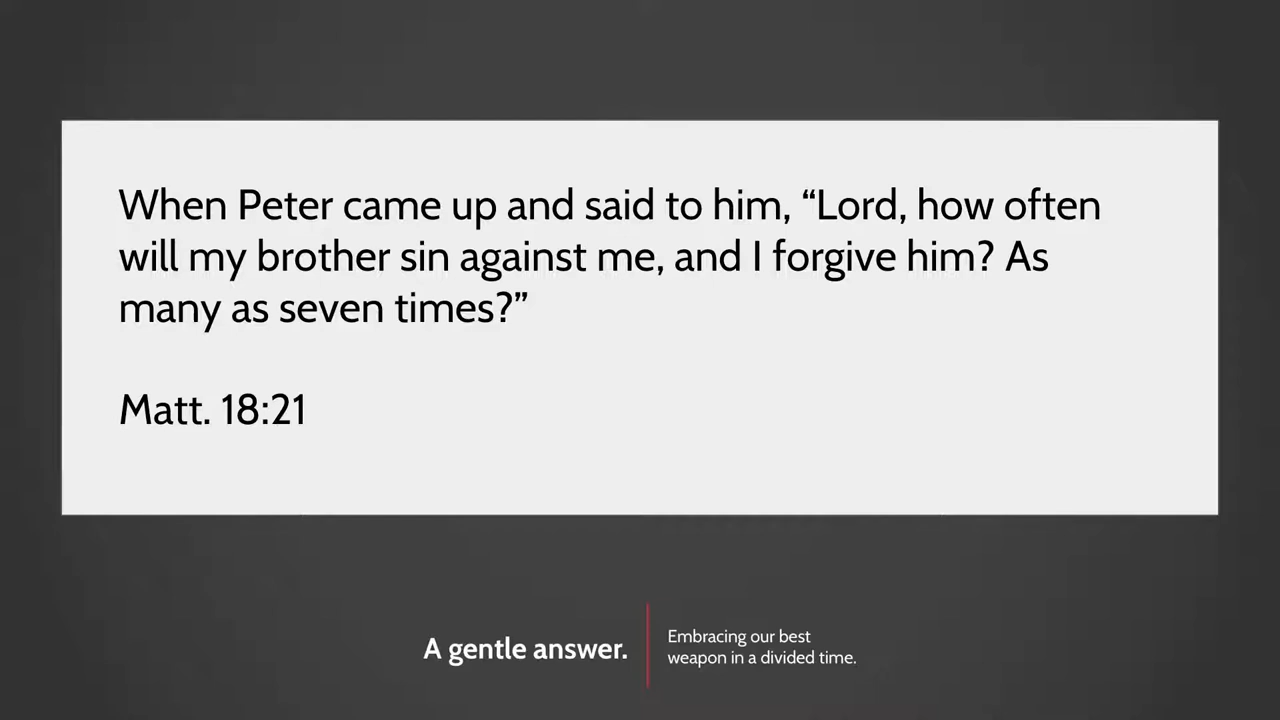 When Peter came up and said to him, “Lord, how often
will my brother sin against me, and I forgive him? As
many as seven times?”
Matt. 18:21
A gentle answer.
Embracing our best
weapon in a divided time.